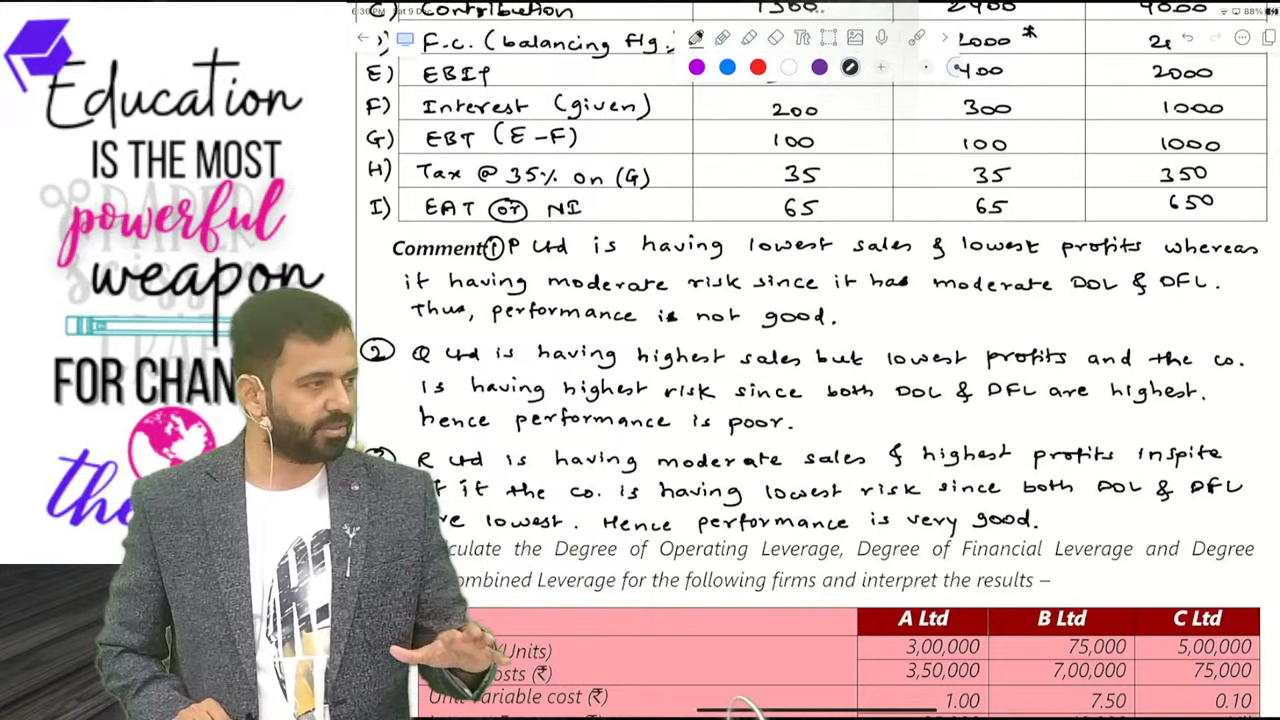 6:36 PM Sat 9 De
88%
C) Contribution 1300 2400 4000
) F.C. (balancing fig. 2000 *
E) EBIT 400 2000
F) Interest (given) 200 300 1000
G) EBT (E-F) 100 100 1000
H) Tax @ 35% on (G) 35 35 350
I) EAT or NI 65 65 650
Comment: ① P Ltd is having lowest sales & lowest profits whereas
it having moderate risk since it has moderate DOL & DFL.
Thus, performance is not good.
② Q Ltd is having highest sales but lowest profits and the co.
is having highest risk since both DOL & DFL are highest.
hence performance is poor.
R Ltd is having moderate sales & highest profits inspite
it the co. is having lowest risk since both DOL & DFL
re lowest. Hence performance is very good.
culate the Degree of Operating Leverage, Degree of Financial Leverage and Degree
ombined Leverage for the following firms and interpret the results –
A Ltd B Ltd C Ltd
(Units) 3,00,000 75,000 5,00,000
osts (₹) 3,50,000 7,00,000 75,000
Unit variable cost (₹) 1.00 7.50 0.10
Education
IS THE MOST
powerful
weapon
FOR CHAN
the